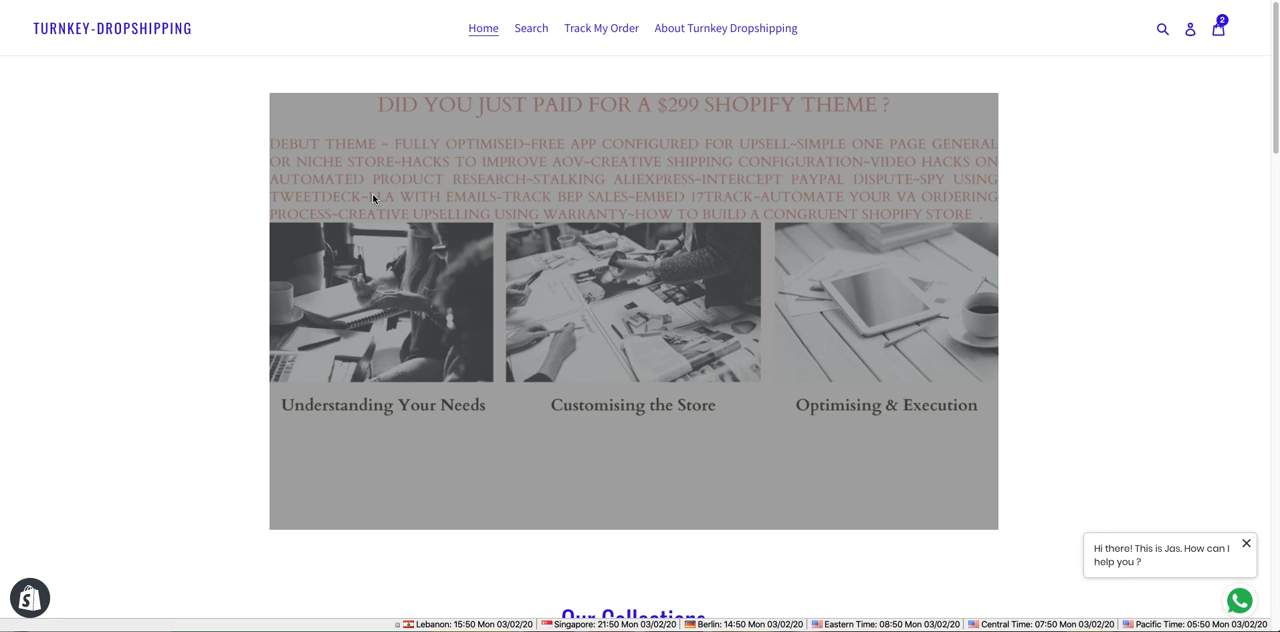 TURNKEY-DROPSHIPPING
Home Search Track My Order About Turnkey Dropshipping
2
DID YOU JUST PAID FOR A $299 SHOPIFY THEME ?
DEBUT THEME ~ FULLY OPTIMISED~FREE APP CONFIGURED FOR UPSELL~SIMPLE ONE PAGE GENERAL
OR NICHE STORE~HACKS TO IMPROVE AOV~CREATIVE SHIPPING CONFIGURATION~VIDEO HACKS ON
AUTOMATED PRODUCT RESEARCH~STALKING ALIEXPRESS~INTERCEPT PAYPAL DISPUTE~SPY USING
TWEETDECK~ A WITH EMAILS~TRACK BEP SALES~EMBED 17TRACK~AUTOMATE YOUR VA ORDERING
PROCESS~CREATIVE UPSELLING USING WARRANTY~HOW TO BUILD A CONGRUENT SHOPIFY STORE .
Understanding Your Needs Customising the Store Optimising & Execution
Hi there! This is Jas. How can I
help you ?
Our Collections
Lebanon: 15:50 Mon 03/02/20 Singapore: 21:50 Mon 03/02/20 Berlin: 14:50 Mon 03/02/20 Eastern Time: 08:50 Mon 03/02/20 Central Time: 07:50 Mon 03/02/20 Pacific Time: 05:50 Mon 03/02/20